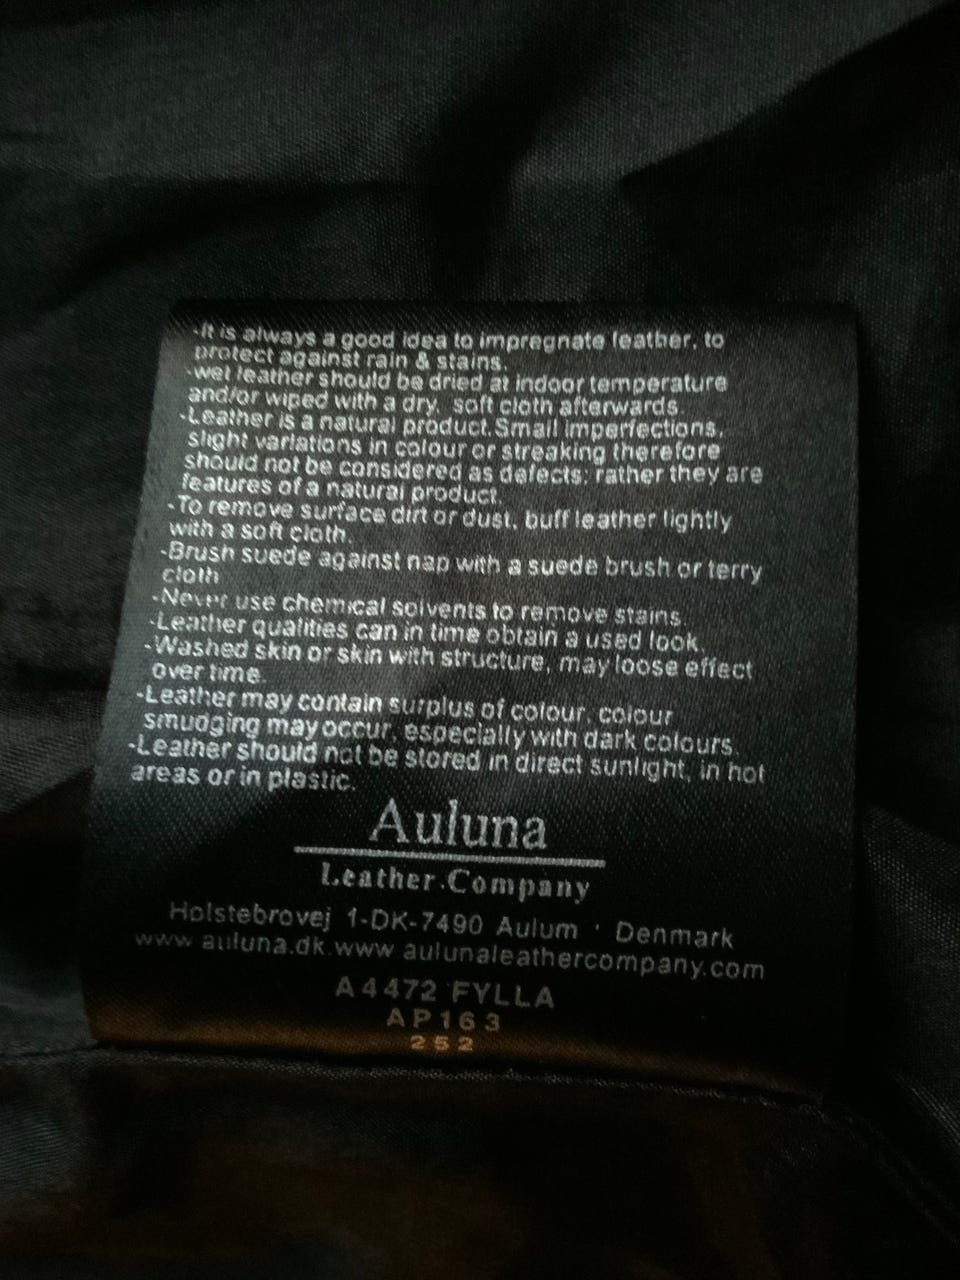 -It is always a good idea to impregnate leather, to
protect against rain & stains.
-wet leather should be dried at indoor temperature
and/or wiped with a dry, soft cloth afterwards.
-Leather is a natural product.Small imperfections,
slight variations in colour or streaking therefore
should not be considered as defects; rather they are
features of a natural product.
-To remove surface dirt or dust, buff leather lightly
with a soft cloth.
-Brush suede against nap with a suede brush or terry
cloth
-Never use chemical solvents to remove stains.
-Leather qualities can in time obtain a used look.
-Washed skin or skin with structure, may loose effect
over time.
-Leather may contain surplus of colour, colour
smudging may occur, especially with dark colours.
-Leather should not be stored in direct sunlight, in hot
areas or in plastic.
Auluna
Leather.Company
Holstebrovej 1-DK-7490 Aulum · Denmark
www auluna.dk.www aulunaleathercompany.com
A4472 FYLLA
AP163
252